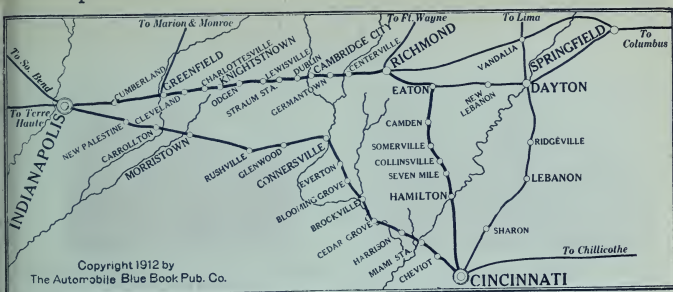 To Marion & Monroe
To Ft. Wayne
To Lima
To Columbus
To So. Bend
To Terre Haute
INDIANAPOLIS
CUMBERLAND
GREENFIELD
CLEVELAND
CHARLOTTESVILLE
KNIGHTSTOWN
ODGEN
LEWISVILLE
STRAUM STA.
DUBLIN
CAMBRIDGE CITY
GERMANTOWN
CENTERVILLE
RICHMOND
VANDALIA
SPRINGFIELD
EATON
NEW LEBANON
DAYTON
NEW PALESTINE
CARROLLTON
MORRISTOWN
RUSHVILLE
GLENWOOD
CONNERSVILLE
EVERTON
BLOOMING GROVE
BROCKVILLE
CEDAR GROVE
HARRISON
MIAMI STA.
CHEVIOT
CAMDEN
SOMERVILLE
COLLINSVILLE
SEVEN MILE
HAMILTON
RIDGEVILLE
LEBANON
SHARON
To Chillicothe
CINCINNATI
Copyright 1912 by
The Automobile Blue Book Pub. Co.